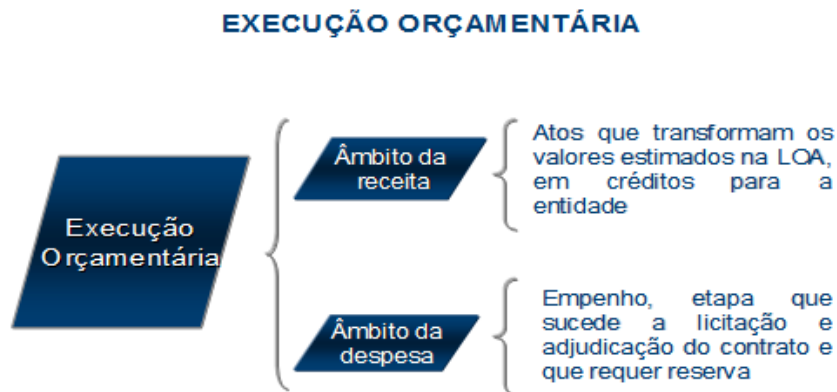 EXECUÇÃO ORÇAMENTÁRIA
Execução
Orçamentária
Âmbito da
receita
Atos que transformam os
valores estimados na LOA,
em créditos para a
entidade
Âmbito da
despesa
Empenho, etapa que
sucede a licitação e
adjudicação do contrato e
que requer reserva